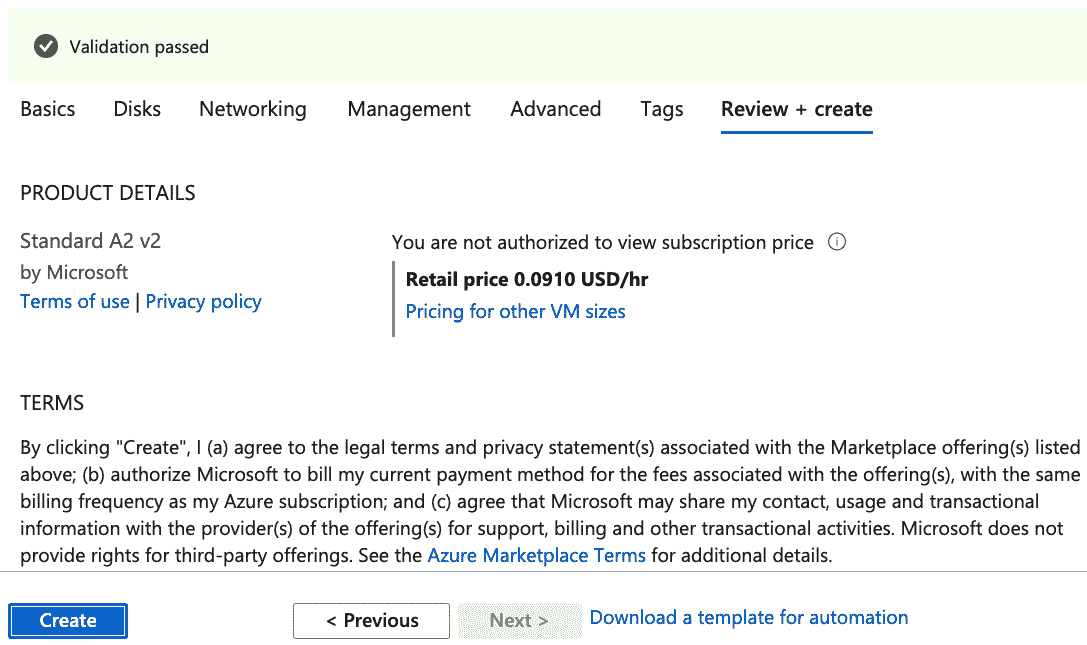 Validation passed
Basics Disks Networking Management Advanced Tags Review + create
PRODUCT DETAILS
Standard A2 v2
by Microsoft
Terms of use | Privacy policy
You are not authorized to view subscription price
Retail price 0.0910 USD/hr
Pricing for other VM sizes
TERMS
By clicking "Create", I (a) agree to the legal terms and privacy statement(s) associated with the Marketplace offering(s) listed
above; (b) authorize Microsoft to bill my current payment method for the fees associated with the offering(s), with the same
billing frequency as my Azure subscription; and (c) agree that Microsoft may share my contact, usage and transactional
information with the provider(s) of the offering(s) for support, billing and other transactional activities. Microsoft does not
provide rights for third-party offerings. See the Azure Marketplace Terms for additional details.
Create < Previous Next > Download a template for automation